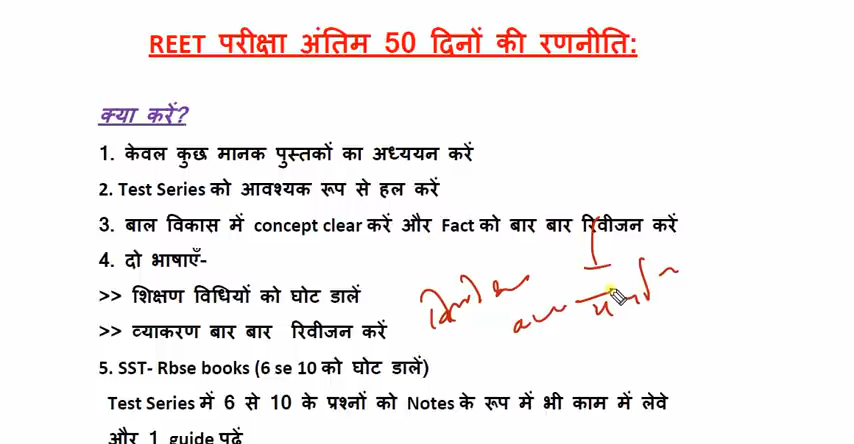 REET परीक्षा अंतिम 50 दिनों की रणनीति:
क्या करें?
1. केवल कुछ मानक पुस्तकों का अध्ययन करें
2. Test Series को आवश्यक रूप से हल करें
3. बाल विकास में concept clear करें और Fact को बार बार रिवीजन करें
4. दो भाषाएँ-
>> शिक्षण विधियों को घोट डालें
>> व्याकरण बार बार रिवीजन करें
5. SST- Rbse books (6 se 10 को घोट डालें)
Test Series में 6 से 10 के प्रश्नों को Notes के रूप में भी काम में लेवे
और 1 guide पढ़ें